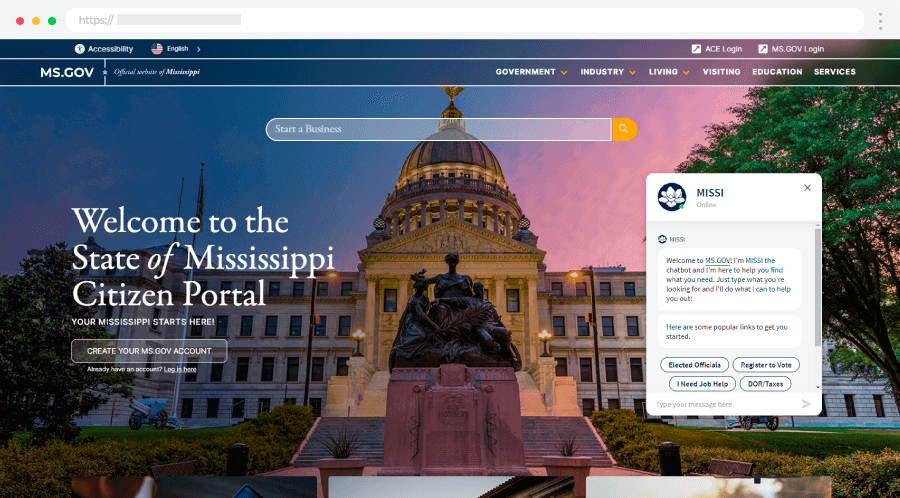 https://
Accessibility
English
ACE Login
MS.GOV Login
MS.GOV
Official website of Mississippi
GOVERNMENT
INDUSTRY
LIVING
VISITING
EDUCATION
SERVICES
Start a Business
Welcome to the
State of Mississippi
Citizen Portal
YOUR MISSISSIPPI STARTS HERE!
CREATE YOUR MS.GOV ACCOUNT
Already have an account? Log in here
MISSI
Online
MISSI
Welcome to MS.GOV! I'm MISSI the
chatbot and I'm here to help you find
what you need. Just type what you're
looking for and I'll do what I can to help
you out!
Here are some popular links to get you
started.
Elected Officials
Register to Vote
I Need Job Help
DOR/Taxes
Type your message here